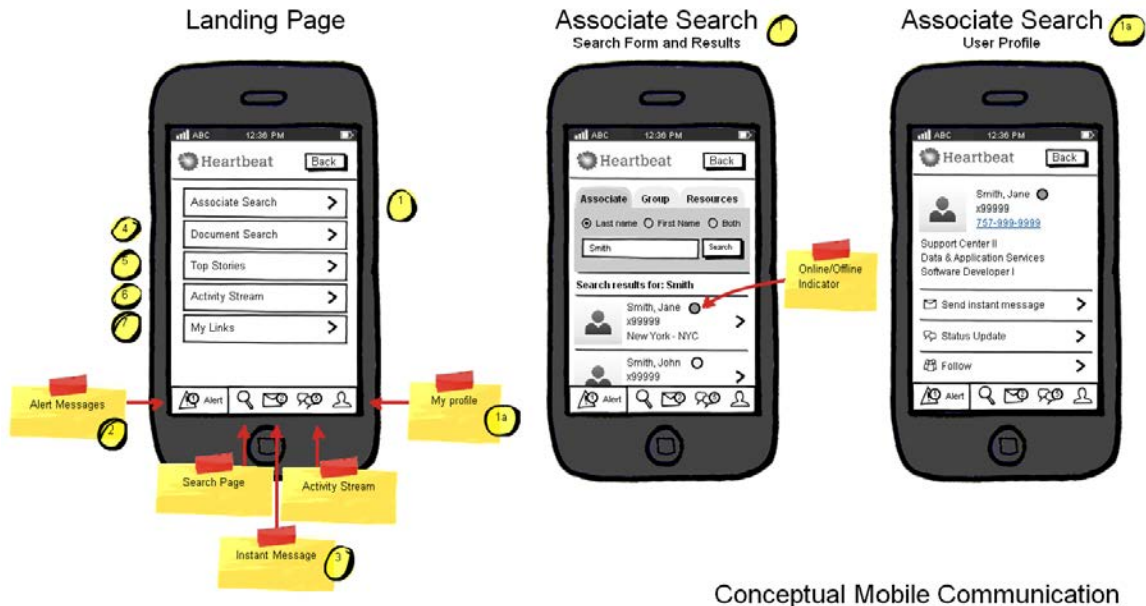 Landing Page
ABC 12:36 PM
Heartbeat Back
Associate Search
1
Document Search
4
Top Stories
5
Activity Stream
6
My Links
7
Alert
Alert Messages
2
My profile
1a
Search Page
Activity Stream
Instant Message
3
Associate Search 1
Search Form and Results
ABC 12:36 PM
Heartbeat Back
Associate Group Resources
Last name First Name Both
Smith Search
Search results for: Smith
Smith, Jane
x99999
New York - NYC
Smith, John
x99999
Alert
Online/Offline
Indicator
Associate Search 1a
User Profile
ABC 12:36 PM
Heartbeat Back
Smith, Jane
x99999
757-999-9999
Support Center II
Data & Application Services
Software Developer I
Send instant message
Status Update
Follow
Alert
Conceptual Mobile Communication